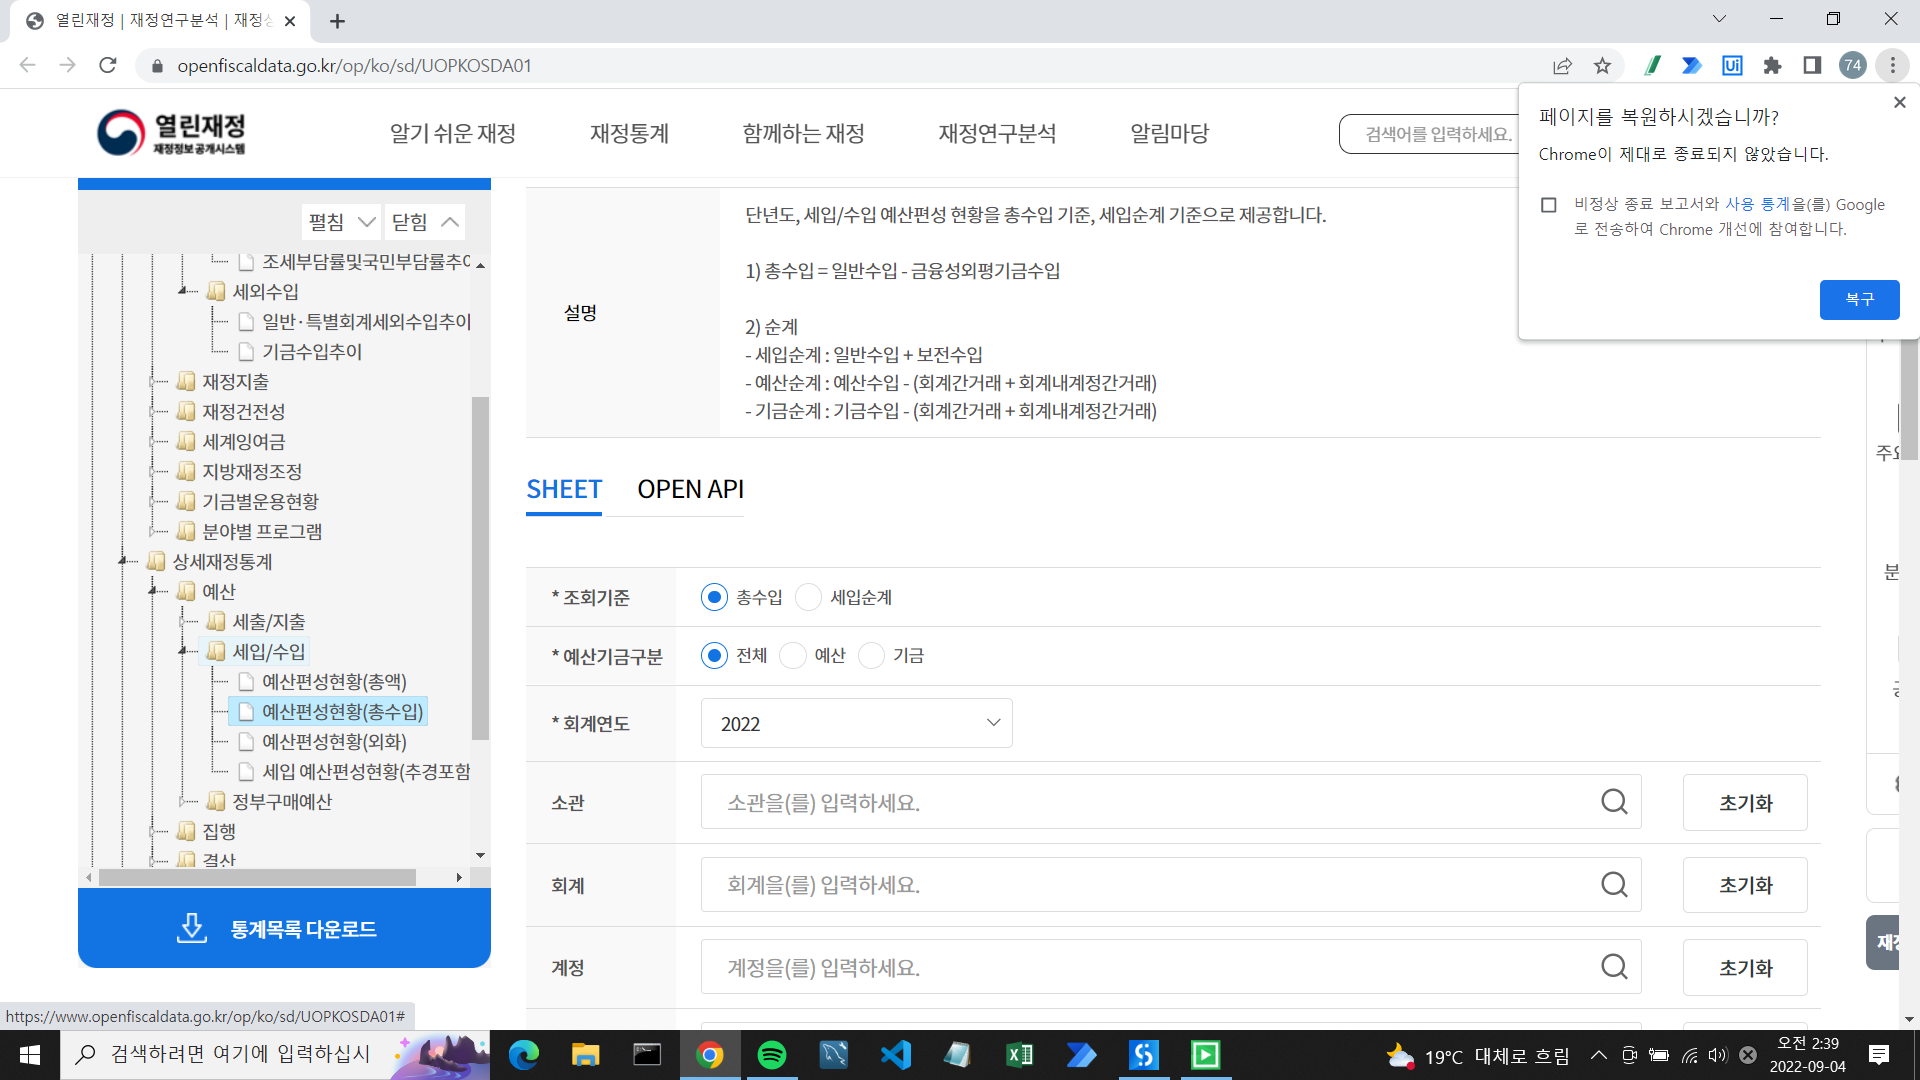 열린재정 | 재정연구분석 | 재정상
openfiscaldata.go.kr/op/ko/sd/UOPKOSDA01
74
열린재정
재정정보공개시스템
알기 쉬운 재정
재정통계
함께하는 재정
재정연구분석
알림마당
검색어를 입력하세요.
페이지를 복원하시겠습니까?
Chrome이 제대로 종료되지 않았습니다.
비정상 종료 보고서와 사용 통계을(를) Google
로 전송하여 Chrome 개선에 참여합니다.
복구
펼침
닫힘
조세부담률및국민부담률추이
세외수입
일반·특별회계세외수입추이
기금수입추이
재정지출
재정건전성
세계잉여금
지방재정조정
기금별운용현황
분야별 프로그램
상세재정통계
예산
세출/지출
세입/수입
예산편성현황(총액)
예산편성현황(총수입)
예산편성현황(외화)
세입 예산편성현황(추경포함
정부구매예산
집행
결산
통계목록 다운로드
설명
단년도, 세입/수입 예산편성 현황을 총수입 기준, 세입순계 기준으로 제공합니다.
1) 총수입 = 일반수입 - 금융성외평기금수입
2) 순계
- 세입순계 : 일반수입 + 보전수입
- 예산순계 : 예산수입 - (회계간거래 + 회계내계정간거래)
- 기금순계 : 기금수입 - (회계간거래 + 회계내계정간거래)
SHEET
OPEN API
* 조회기준
총수입
세입순계
* 예산기금구분
전체
예산
기금
* 회계연도
2022
소관
소관을(를) 입력하세요.
초기화
회계
회계을(를) 입력하세요.
초기화
계정
계정을(를) 입력하세요.
초기화
주요
분
재정
https://www.openfiscaldata.go.kr/op/ko/sd/UOPKOSDA01#
검색하려면 여기에 입력하십시
19°C 대체로 흐림
오전 2:39
2022-09-04